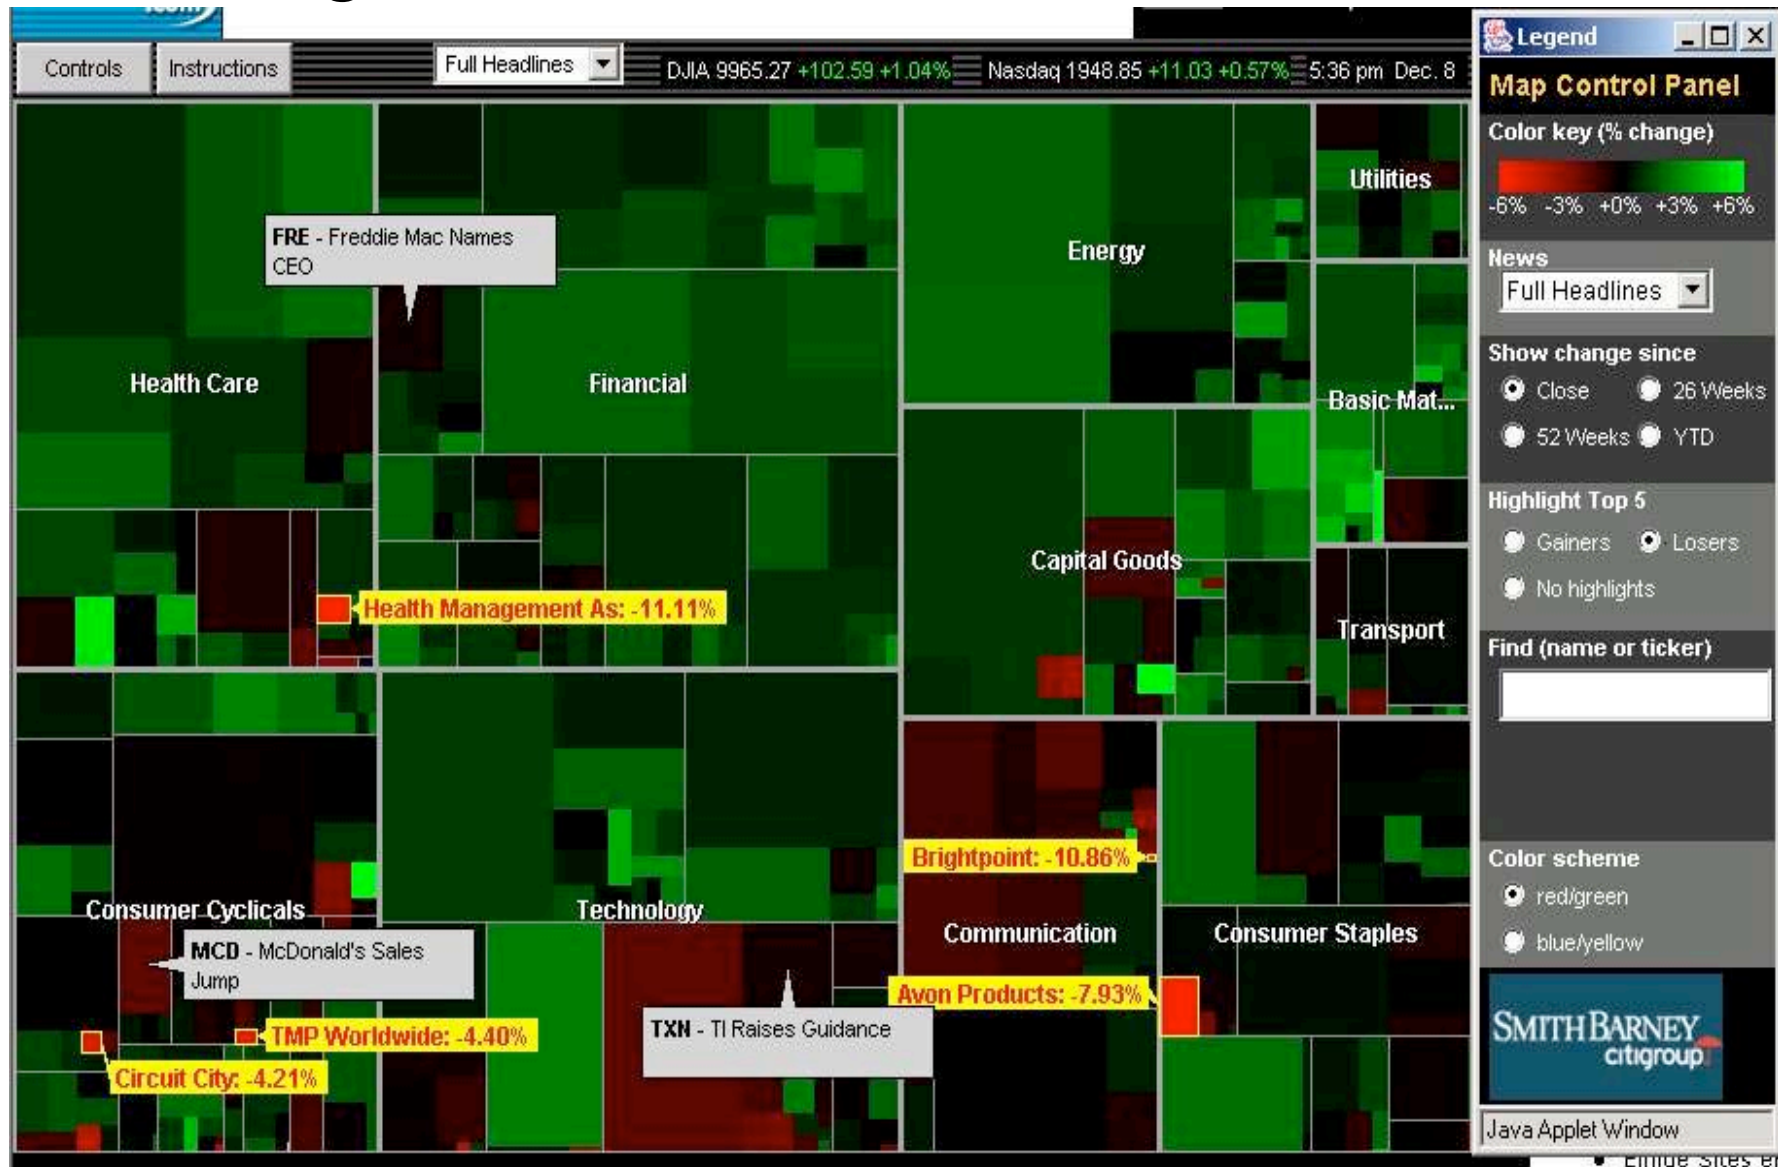 Controls
Instructions
Full Headlines
DJIA 9965.27 +102.59 +1.04%
Nasdaq 1948.85 +11.03 +0.57%
5:36 pm Dec. 8
Utilities
FRE - Freddie Mac Names
CEO
Energy
Health Care
Financial
Basic Mat...
Capital Goods
Health Management As: -11.11%
Transport
Brightpoint: -10.86%
Consumer Cyclicals
Technology
Communication
Consumer Staples
MCD - McDonald's Sales
Jump
Avon Products: -7.93%
TXN - TI Raises Guidance
TMP Worldwide: -4.40%
Circuit City: -4.21%
Legend
Map Control Panel
Color key (% change)
-6% -3% +0% +3% +6%
News
Full Headlines
Show change since
Close
26 Weeks
52 Weeks
YTD
Highlight Top 5
Gainers
Losers
No highlights
Find (name or ticker)
Color scheme
red/green
blue/yellow
SMITH BARNEY
citigroup
Java Applet Window